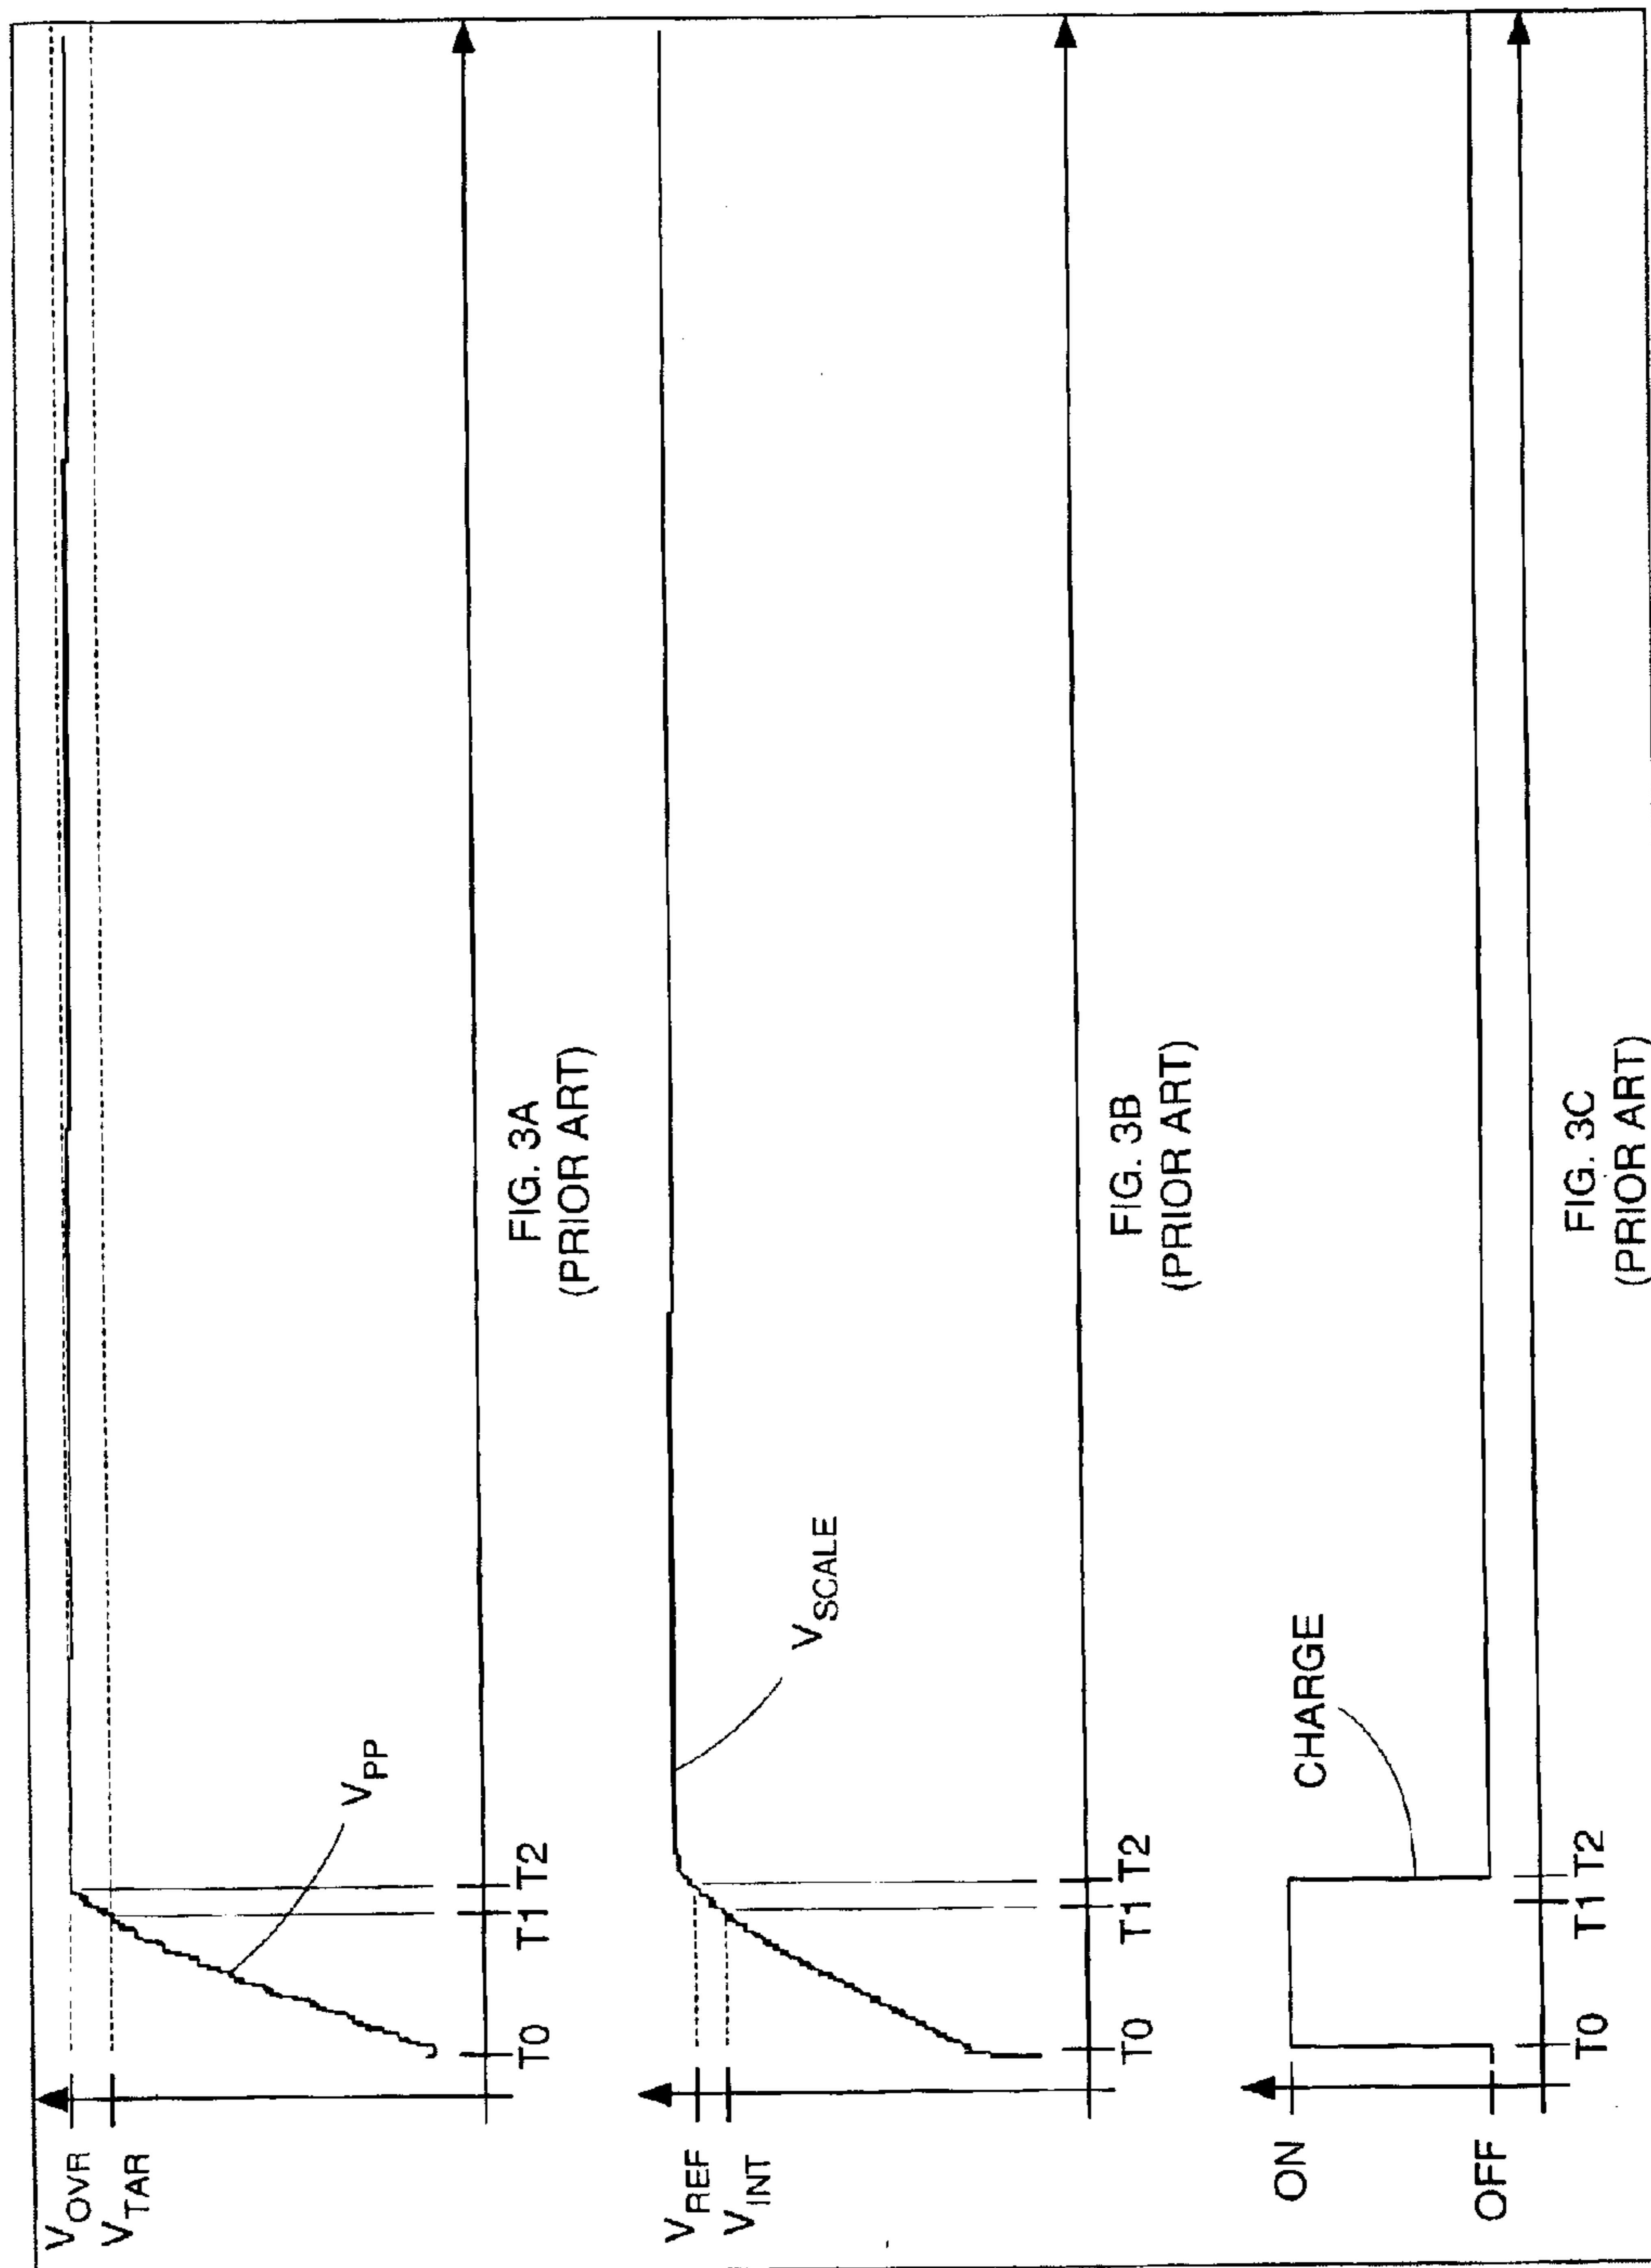 V_OVR
V_TAR
V_PP
T0 T1 T2
FIG. 3A
(PRIOR ART)
V_REF
V_INT
V_SCALE
T0 T1 T2
FIG. 3B
(PRIOR ART)
ON
OFF
CHARGE
T0 T1 T2
FIG. 3C
(PRIOR ART)